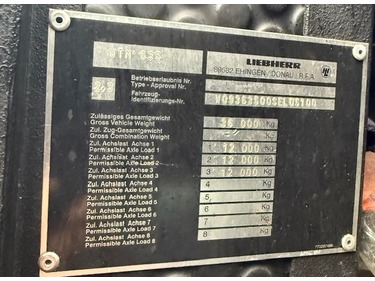 LIEBHERR
89582 EHINGEN/DONAU, R.F.A.
Betriebserlaubnis Nr.
Type - Approval Nr.
Fahrzeug-
Identifizierungs-Nr.
Zulässiges Gesamtgewicht
Gross Vehicle Weight 36 000 Kg
Zul. Zug-Gesamtgewicht
Gross Combination Weight Kg
Zul. Achslast Achse 1
Permissible Axle Load 1 1 12 000 Kg
Zul. Achslast Achse 2
Permissible Axle Load 2 2 12 000 Kg
Zul. Achslast Achse 3
Permissible Axle Load 3 3 12 000 Kg
Zul. Achslast Achse 4
Permissible Axle Load 4 4 Kg
Zul. Achslast Achse 5
Permissible Axle Load 5 5 Kg
Zul. Achslast Achse 6
Permissible Axle Load 6 6 Kg
Zul. Achslast Achse 7
Permissible Axle Load 7 7 Kg
Zul. Achslast Achse 8
Permissible Axle Load 8 8 Kg